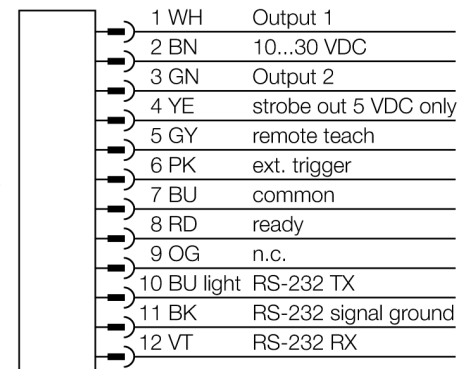 1 WH Output 1
2 BN 10...30 VDC
3 GN Output 2
4 YE strobe out 5 VDC only
5 GY remote teach
6 PK ext. trigger
7 BU common
8 RD ready
9 OG n.c.
10 BU light RS-232 TX
11 BK RS-232 signal ground
12 VT RS-232 RX